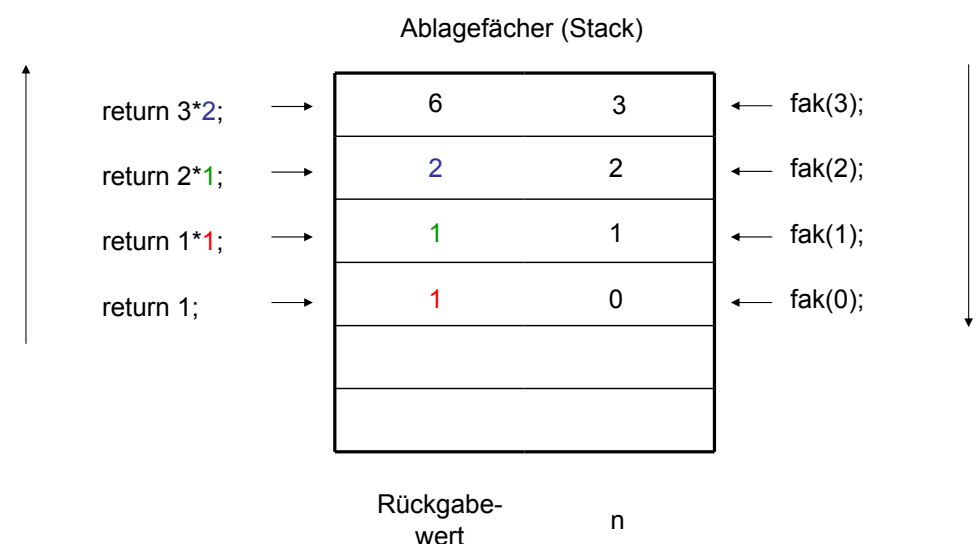 Ablagefächer (Stack)
return 3*2; 6 3 fak(3);
return 2*1; 2 2 fak(2);
return 1*1; 1 1 fak(1);
return 1; 1 0 fak(0);
Rückgabe-
wert
n